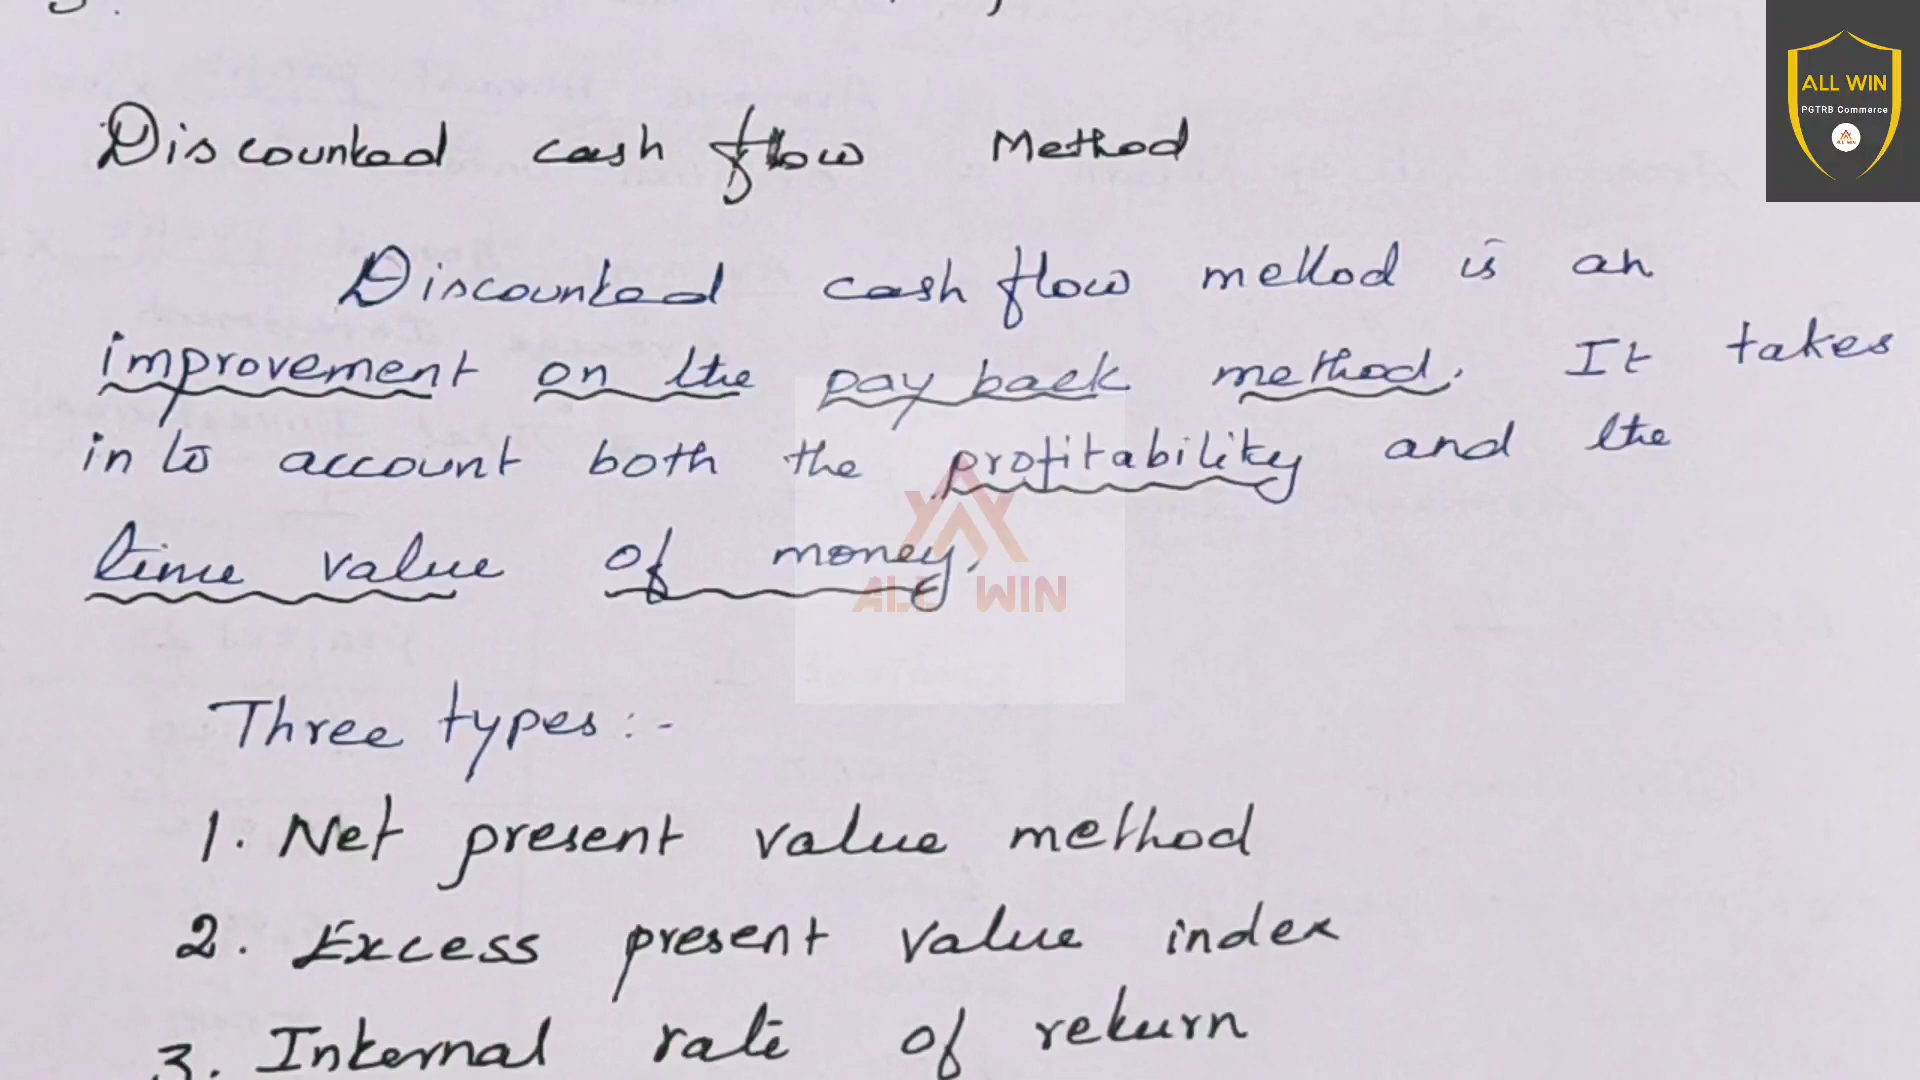 ALL WIN
PGTRB Commerce
ALL WIN
Discounted cash flow Method
Discounted cash flow method is an
improvement on the pay back method. It takes
in to account both the profitability and the
time value of money.
ALL WIN
Three types:-
1. Net present value method
2. Excess present value index
3. Internal rate of return